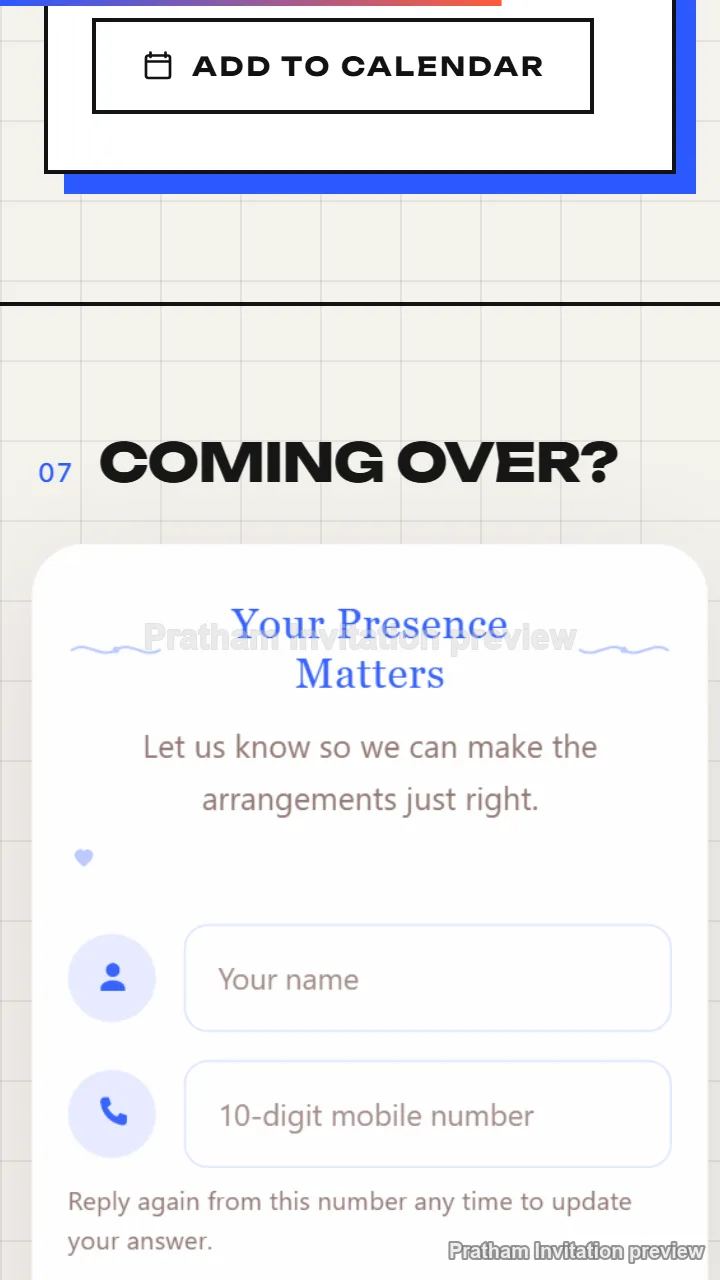 ADD TO CALENDAR
07 COMING OVER?
Your Presence
Pratham Invitation preview
Matters
Let us know so we can make the
arrangements just right.
Your name
10-digit mobile number
Reply again from this number any time to update
your answer.
Pratham Invitation preview